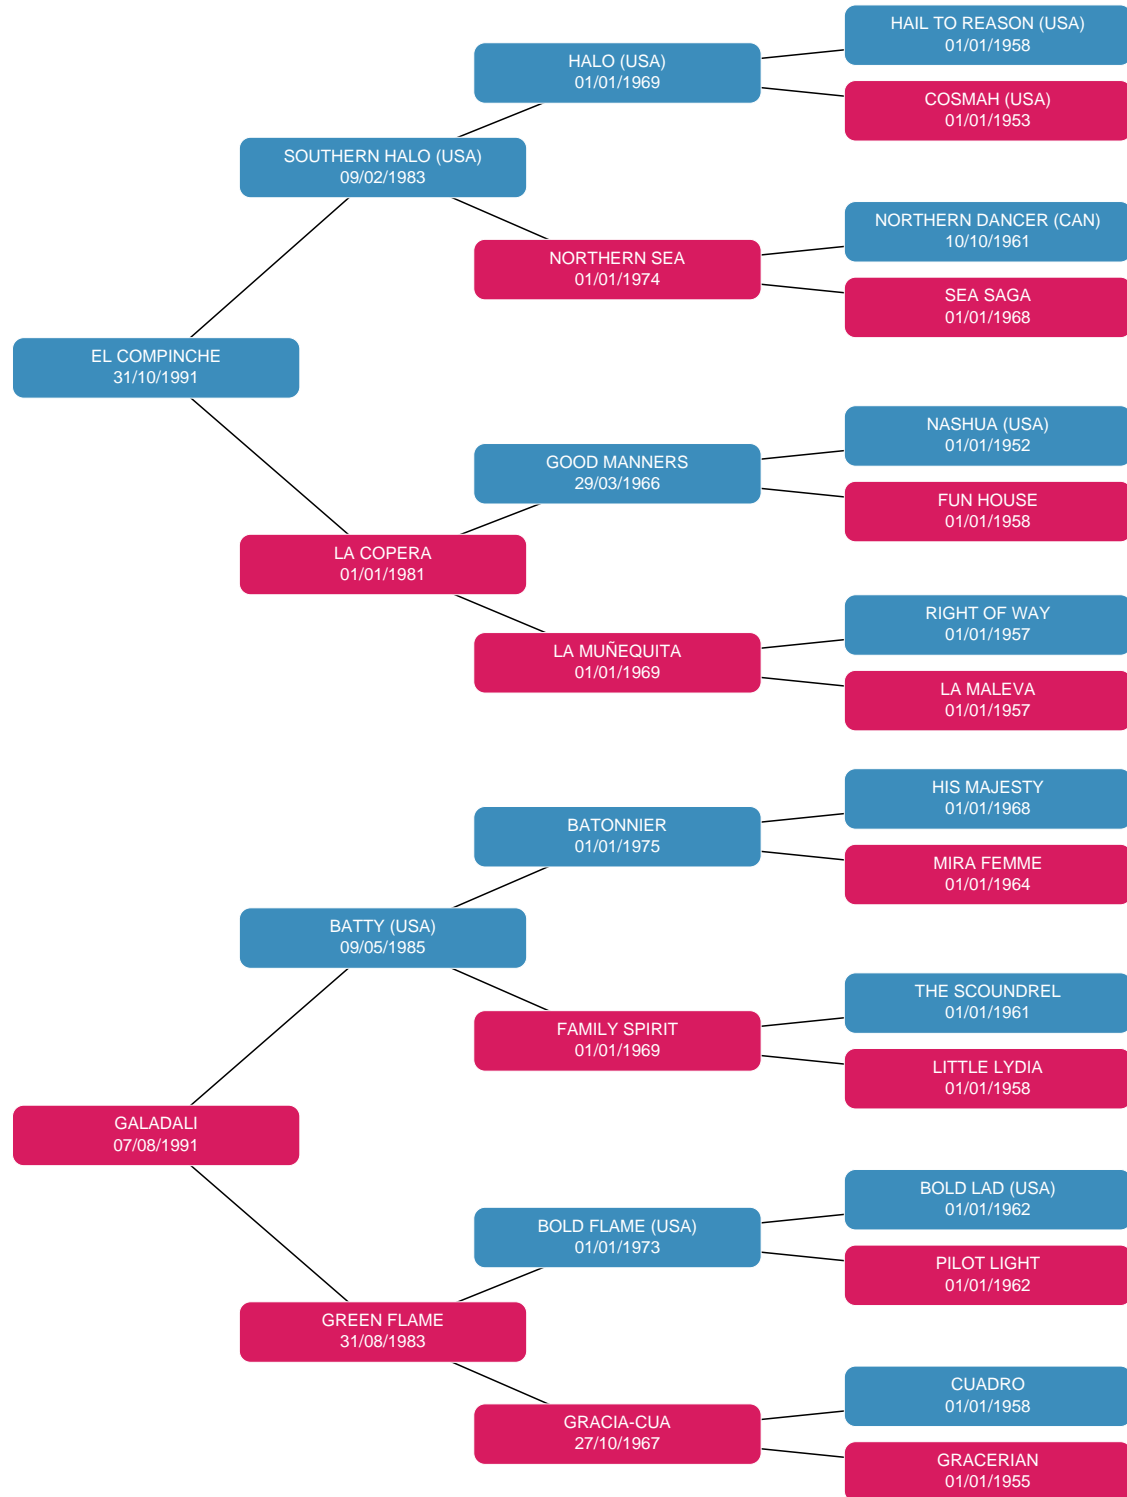 HAIL TO REASON (USA)
01/01/1958
HALO (USA)
01/01/1969
COSMAH (USA)
01/01/1953
SOUTHERN HALO (USA)
09/02/1983
NORTHERN DANCER (CAN)
10/10/1961
NORTHERN SEA
01/01/1974
SEA SAGA
01/01/1968
EL COMPINCHE
31/10/1991
NASHUA (USA)
01/01/1952
GOOD MANNERS
29/03/1966
FUN HOUSE
01/01/1958
LA COPERA
01/01/1981
RIGHT OF WAY
01/01/1957
LA MUÑEQUITA
01/01/1969
LA MALEVA
01/01/1957
HIS MAJESTY
01/01/1968
BATONNIER
01/01/1975
MIRA FEMME
01/01/1964
BATTY (USA)
09/05/1985
THE SCOUNDREL
01/01/1961
FAMILY SPIRIT
01/01/1969
LITTLE LYDIA
01/01/1958
GALADALI
07/08/1991
BOLD LAD (USA)
01/01/1962
BOLD FLAME (USA)
01/01/1973
PILOT LIGHT
01/01/1962
GREEN FLAME
31/08/1983
CUADRO
01/01/1958
GRACIA-CUA
27/10/1967
GRACERIAN
01/01/1955